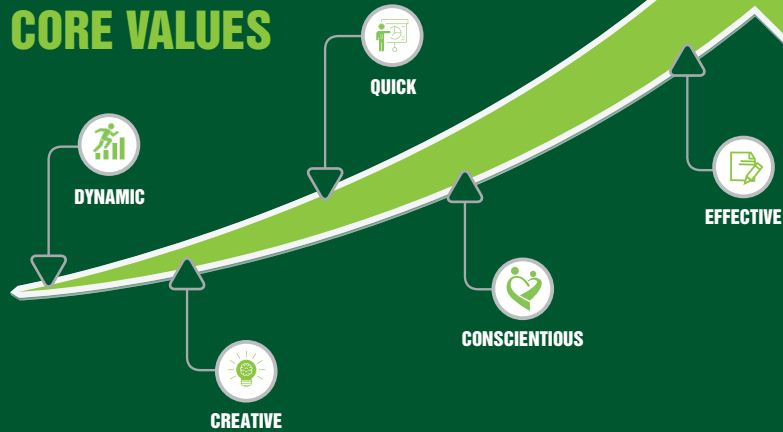 CORE VALUES
QUICK
DYNAMIC
EFFECTIVE
CONSCIENTIOUS
CREATIVE